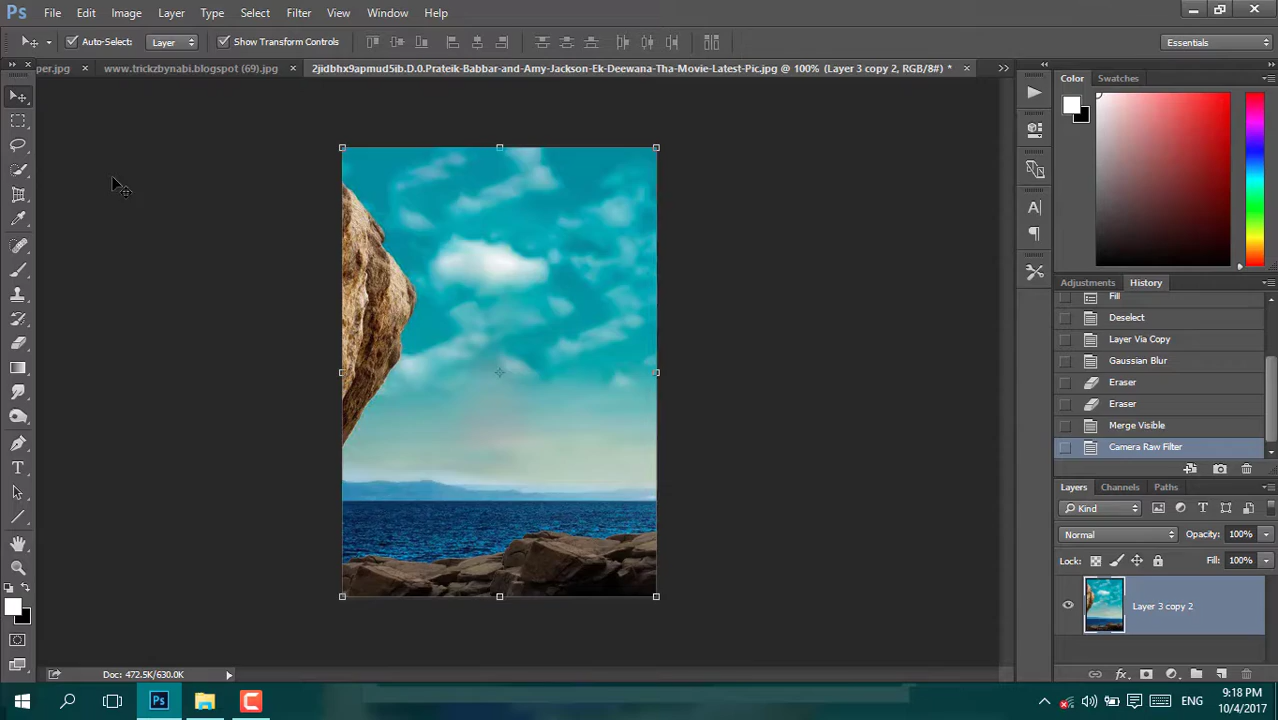 Ps File Edit Image Layer Type Select Filter View Window Help
Auto-Select: Layer Show Transform Controls Essentials
per.jpg × www.trickzbynabi.blogspot (69).jpg × 2jidbhx9apmud5ib.D.0.Prateik-Babbar-and-Amy-Jackson-Ek-Deewana-Tha-Movie-Latest-Pic.jpg @ 100% (Layer 3 copy 2, RGB/8#) * ×
Color Swatches
Adjustments History
Fill
Deselect
Layer Via Copy
Gaussian Blur
Eraser
Eraser
Merge Visible
Camera Raw Filter
Layers Channels Paths
Kind
Normal Opacity: 100%
Lock: Fill: 100%
Layer 3 copy 2
Doc: 472.5K/630.0K
Ps ENG 9:18 PM
10/4/2017